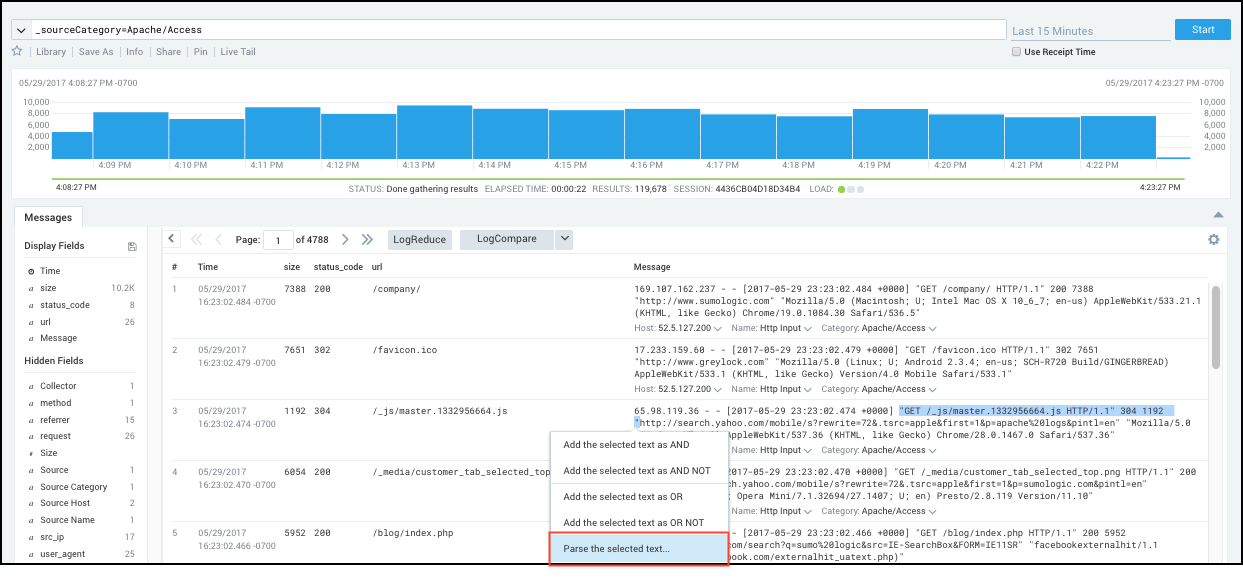 _sourceCategory=Apache/Access
Last 15 Minutes
Start
Library | Save As | Info | Share | Pin | Live Tail
Use Receipt Time
05/29/2017 4:08:27 PM -0700
05/29/2017 4:23:27 PM -0700
10,000
8,000
6,000
4,000
2,000
10,000
8,000
6,000
4,000
2,000
4:09 PM 4:10 PM 4:11 PM 4:12 PM 4:13 PM 4:14 PM 4:15 PM 4:16 PM 4:17 PM 4:18 PM 4:19 PM 4:20 PM 4:21 PM 4:22 PM
4:08:27 PM
STATUS: Done gathering results ELAPSED TIME: 00:00:22 RESULTS: 119,678 SESSION: 4436CB04D18D34B4 LOAD:
4:23:27 PM
Messages
Display Fields
Time
a size 10.2K
a status_code 8
a url 26
a Message
Hidden Fields
a Collector 1
a method 1
a referrer 15
a request 26
# Size
a Source 1
a Source Category 1
a Source Host 2
a Source Name 1
a src_ip 17
a user_agent 25
Page: 1 of 4788
LogReduce
LogCompare
# Time size status_code url Message
1 05/29/2017 7388 200 /company/ 169.107.162.237 - - [2017-05-29 23:23:02.484 +0000] "GET /company/ HTTP/1.1" 200 7388
16:23:02.484 -0700 "http://www.sumologic.com" "Mozilla/5.0 (Macintosh; U; Intel Mac OS X 10_6_7; en-us) AppleWebKit/533.21.1
(KHTML, like Gecko) Chrome/19.0.1084.30 Safari/536.5"
Host: 52.5.127.200 Name: Http Input Category: Apache/Access
2 05/29/2017 7651 302 /favicon.ico 17.233.159.60 - - [2017-05-29 23:23:02.479 +0000] "GET /favicon.ico HTTP/1.1" 302 7651
16:23:02.479 -0700 "http://www.greylock.com" "Mozilla/5.0 (Linux; U; Android 2.3.4; en-us; SCH-R720 Build/GINGERBREAD)
AppleWebKit/533.1 (KHTML, like Gecko) Version/4.0 Mobile Safari/533.1"
Host: 52.5.127.200 Name: Http Input Category: Apache/Access
3 05/29/2017 1192 304 /_js/master.1332956664.js 65.98.119.36 - - [2017-05-29 23:23:02.474 +0000] "GET /_js/master.1332956664.js HTTP/1.1" 304 1192
16:23:02.474 -0700 "http://search.yahoo.com/mobile/s?rewrite=72&.tsrc=apple&first=1&p=apache%20logs&pintl=en" "Mozilla/5.0
AppleWebKit/537.36 (KHTML, like Gecko) Chrome/28.0.1467.0 Safari/537.36"
Name: Http Input Category: Apache/Access
4 05/29/2017 6054 200 /_media/customer_tab_selected_top - [2017-05-29 23:23:02.470 +0000] "GET /_media/customer_tab_selected_top.png HTTP/1.1" 200
16:23:02.470 -0700 ch.yahoo.com/mobile/s?rewrite=72&.tsrc=apple&first=1&p=sumologic.com&pintl=en"
; Opera Mini/7.1.32694/27.1407; U; en) Presto/2.8.119 Version/11.10"
Name: Http Input Category: Apache/Access
5 05/29/2017 5952 200 /blog/index.php - [2017-05-29 23:23:02.466 +0000] "GET /blog/index.php HTTP/1.1" 200 5952
16:23:02.466 -0700 com/search?q=sumo%20logic&src=IE-SearchBox&FORM=IE11SR" "facebookexternalhit/1.1
book.com/externalhit_uatext.php)"
Add the selected text as AND
Add the selected text as AND NOT
Add the selected text as OR
Add the selected text as OR NOT
Parse the selected text...